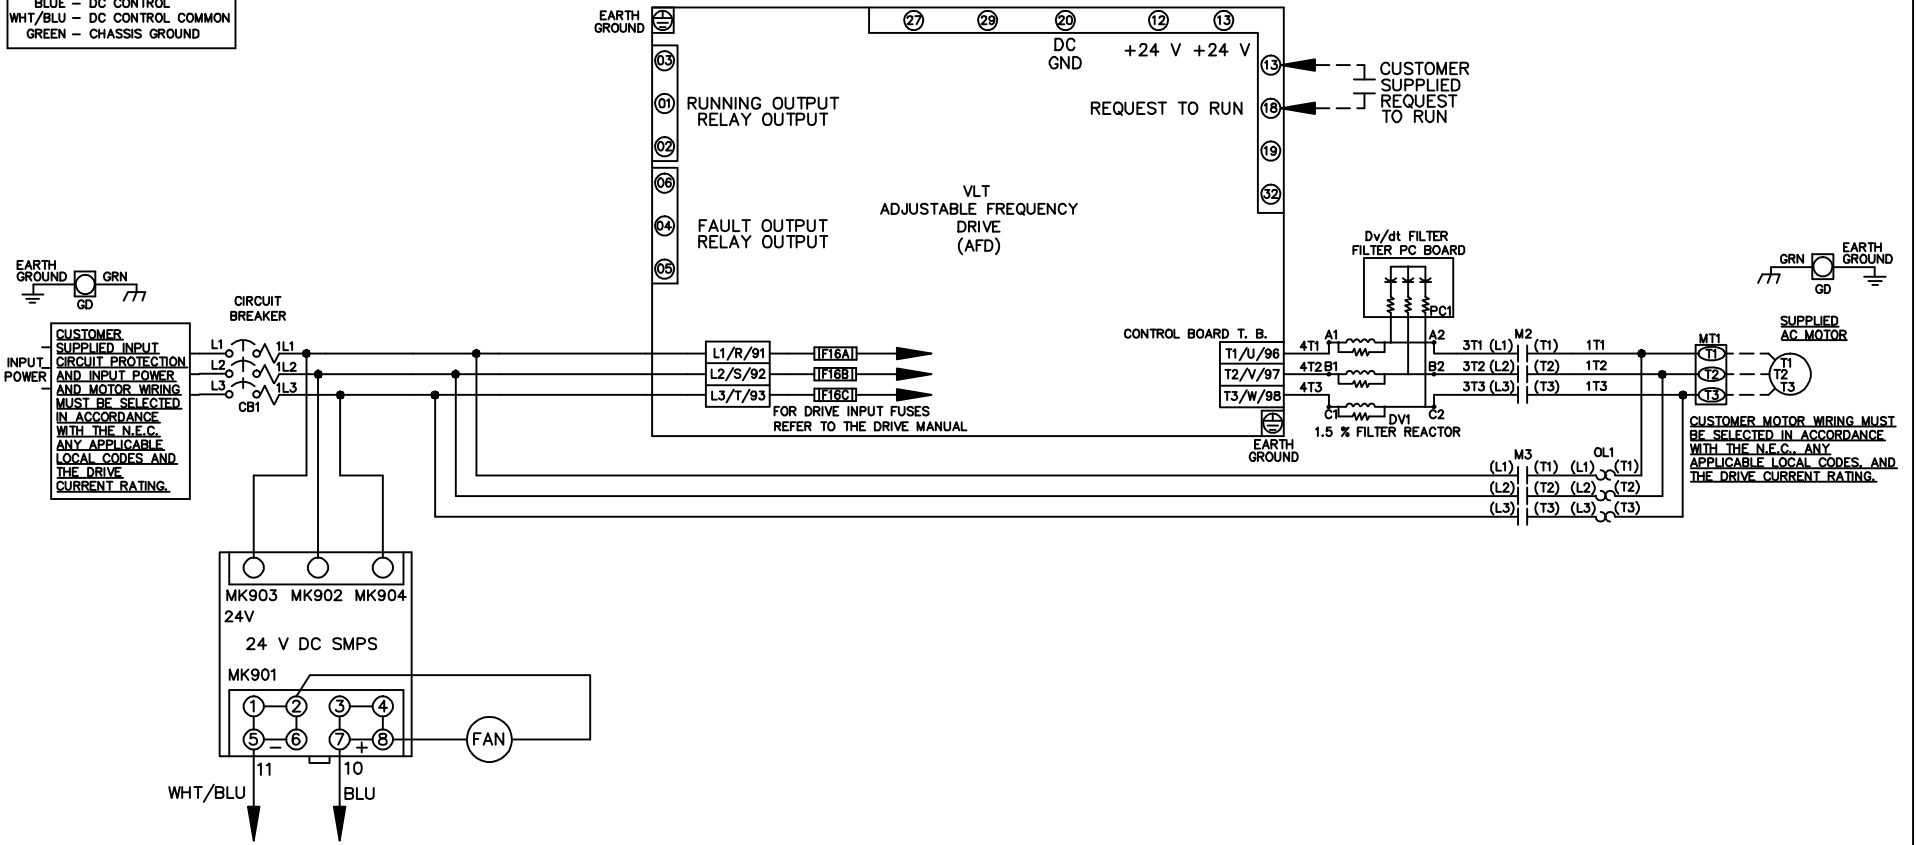 BLUE – DC CONTROL
WHT/BLU – DC CONTROL COMMON
GREEN – CHASSIS GROUND
EARTH
GROUND
27 29 20 12 13
DC
GND
+24 V +24 V
03
01
02
RUNNING OUTPUT
RELAY OUTPUT
06
04
05
FAULT OUTPUT
RELAY OUTPUT
13
18
19
32
REQUEST TO RUN
CUSTOMER
SUPPLIED
REQUEST
TO RUN
VLT
ADJUSTABLE FREQUENCY
DRIVE
(AFD)
EARTH
GROUND
GRN
GD
CIRCUIT
BREAKER
INPUT
POWER
CUSTOMER
SUPPLIED INPUT
CIRCUIT PROTECTION
AND INPUT POWER
AND MOTOR WIRING
MUST BE SELECTED
IN ACCORDANCE
WITH THE N.E.C.
ANY APPLICABLE
LOCAL CODES AND
THE DRIVE
CURRENT RATING.
L1 1L1
L2 1L2
L3 1L3
CB1
L1/R/91 F16A
L2/S/92 F16B
L3/T/93 F16C
FOR DRIVE INPUT FUSES
REFER TO THE DRIVE MANUAL
CONTROL BOARD T. B.
T1/U/96
T2/V/97
T3/W/98
EARTH
GROUND
Dv/dt FILTER
FILTER PC BOARD
PC1
4T1 A1 A2
4T2 B1 B2
4T3 C1 C2
DV1
1.5 % FILTER REACTOR
M2
3T1 (L1) (T1) 1T1
3T2 (L2) (T2) 1T2
3T3 (L3) (T3) 1T3
MT1
T1
T2
T3
GRN
GD
EARTH
GROUND
SUPPLIED
AC MOTOR
T1
T2
T3
CUSTOMER MOTOR WIRING MUST
BE SELECTED IN ACCORDANCE
WITH THE N.E.C., ANY
APPLICABLE LOCAL CODES, AND
THE DRIVE CURRENT RATING.
M3 OL1
(L1) (T1) (L1) (T1)
(L2) (T2) (L2) (T2)
(L3) (T3) (L3) (T3)
MK903 MK902 MK904
24V
24 V DC SMPS
MK901
1 2 3 4
5 – 6 7 + 8
FAN
11 10
WHT/BLU BLU